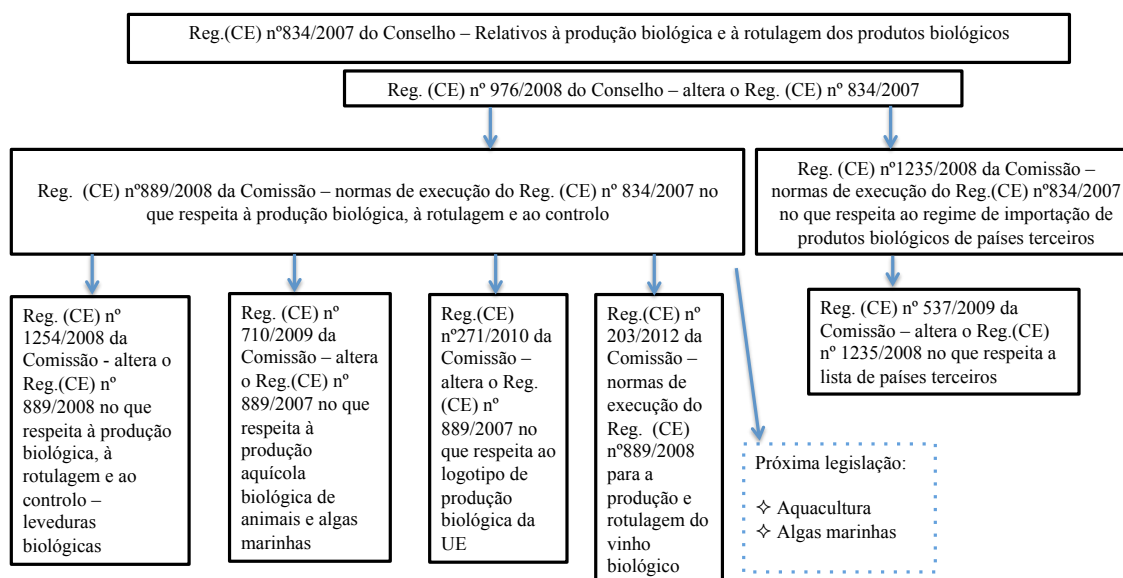 Reg.(CE) nº834/2007 do Conselho – Relativos à produção biológica e à rotulagem dos produtos biológicos
Reg. (CE) nº 976/2008 do Conselho – altera o Reg. (CE) nº 834/2007
Reg. (CE) nº889/2008 da Comissão – normas de execução do Reg. (CE) nº 834/2007 no
que respeita à produção biológica, à rotulagem e ao controlo
Reg. (CE) nº1235/2008 da Comissão –
normas de execução do Reg.(CE) nº834/2007
no que respeita ao regime de importação de
produtos biológicos de países terceiros
Reg. (CE) nº
1254/2008 da
Comissão - altera o
Reg.(CE) nº
889/2008 no que
respeita à produção
biológica, à
rotulagem e ao
controlo –
leveduras
biológicas
Reg. (CE) nº
710/2009 da
Comissão – altera
o Reg.(CE) nº
889/2007 no que
respeita à
produção
aquícola
biológica de
animais e algas
marinhas
Reg.(CE)
nº271/2010 da
Comissão –
altera o Reg.
(CE) nº
889/2007 no
que respeita ao
logotipo de
produção
biológica da
UE
Reg.(CE) nº
203/2012 da
Comissão –
normas de
execução do
Reg. (CE)
nº889/2008
para a
produção e
rotulagem do
vinho
biológico
Reg. (CE) nº 537/2009 da
Comissão – altera o Reg.(CE)
nº 1235/2008 no que respeita a
lista de países terceiros
Próxima legislação:
✧ Aquacultura
✧ Algas marinhas